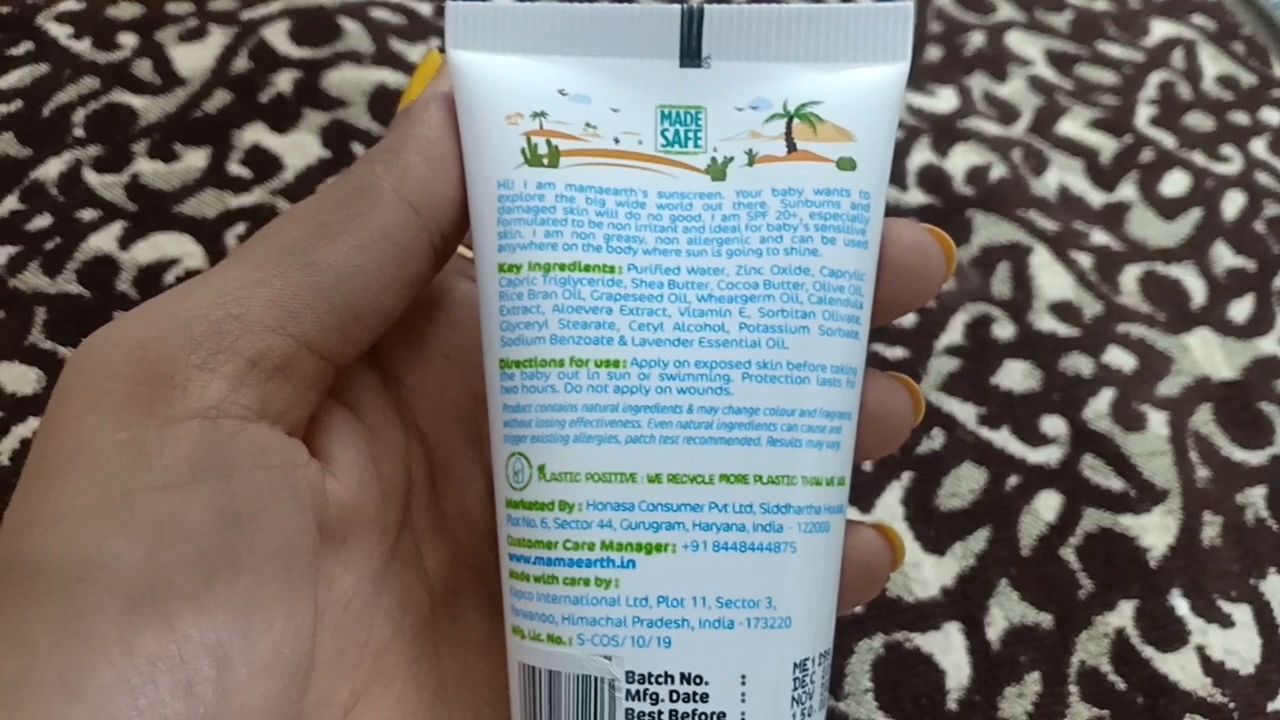 MADE
SAFE
Hi! I am mamaearth's sunscreen. Your baby wants to
explore the big wide world out there. Sunburns and
damaged skin will do no good. I am SPF 20+, especially
formulated to be non irritant and ideal for baby's sensitive
skin. I am non greasy, non allergenic and can be used
anywhere on the body where sun is going to shine.
Key Ingredients: Purified Water, Zinc Oxide, Caprylic
Capric Triglyceride, Shea Butter, Cocoa Butter, Olive Oil,
Rice Bran Oil, Grapeseed Oil, Wheatgerm Oil, Calendula
Extract, Aloevera Extract, Vitamin E, Sorbitan Olivate,
Glyceryl Stearate, Cetyl Alcohol, Potassium Sorbate,
Sodium Benzoate & Lavender Essential Oil.
Directions for use: Apply on exposed skin before taking
the baby out in sun or swimming. Protection lasts for
two hours. Do not apply on wounds.
Product contains natural ingredients & may change colour and fragrance,
without losing effectiveness. Even natural ingredients can cause and
trigger existing allergies, patch test recommended. Results may vary.
PLASTIC POSITIVE : WE RECYCLE MORE PLASTIC THAN WE
Marketed By : Honasa Consumer Pvt Ltd, Siddhartha House,
Plot No. 6, Sector 44, Gurugram, Haryana, India - 122003
Customer Care Manager: +91 8448444875
www.mamaearth.in
Made with care by :
Kapco International Ltd, Plot 11, Sector 3,
Parwanoo, Himachal Pradesh, India -173220
Mfg. Lic. No. : S-COS/10/19
Batch No. :
Mfg. Date :
Best Before :
DEC
NOV